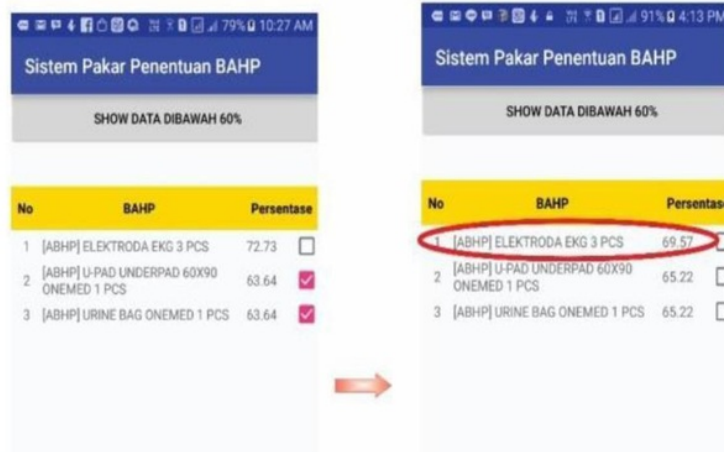 79% 10:27 AM
Sistem Pakar Penentuan BAHP
SHOW DATA DIBAWAH 60%
No BAHP Persentase
1 [ABHP] ELEKTRODA EKG 3 PCS 72.73
2 [ABHP] U-PAD UNDERPAD 60X90
ONEMED 1 PCS 63.64
3 [ABHP] URINE BAG ONEMED 1 PCS 63.64
91% 4:13 PM
Sistem Pakar Penentuan BAHP
SHOW DATA DIBAWAH 60%
No BAHP Persentase
1 [ABHP] ELEKTRODA EKG 3 PCS 69.57
2 [ABHP] U-PAD UNDERPAD 60X90
ONEMED 1 PCS 65.22
3 [ABHP] URINE BAG ONEMED 1 PCS 65.22